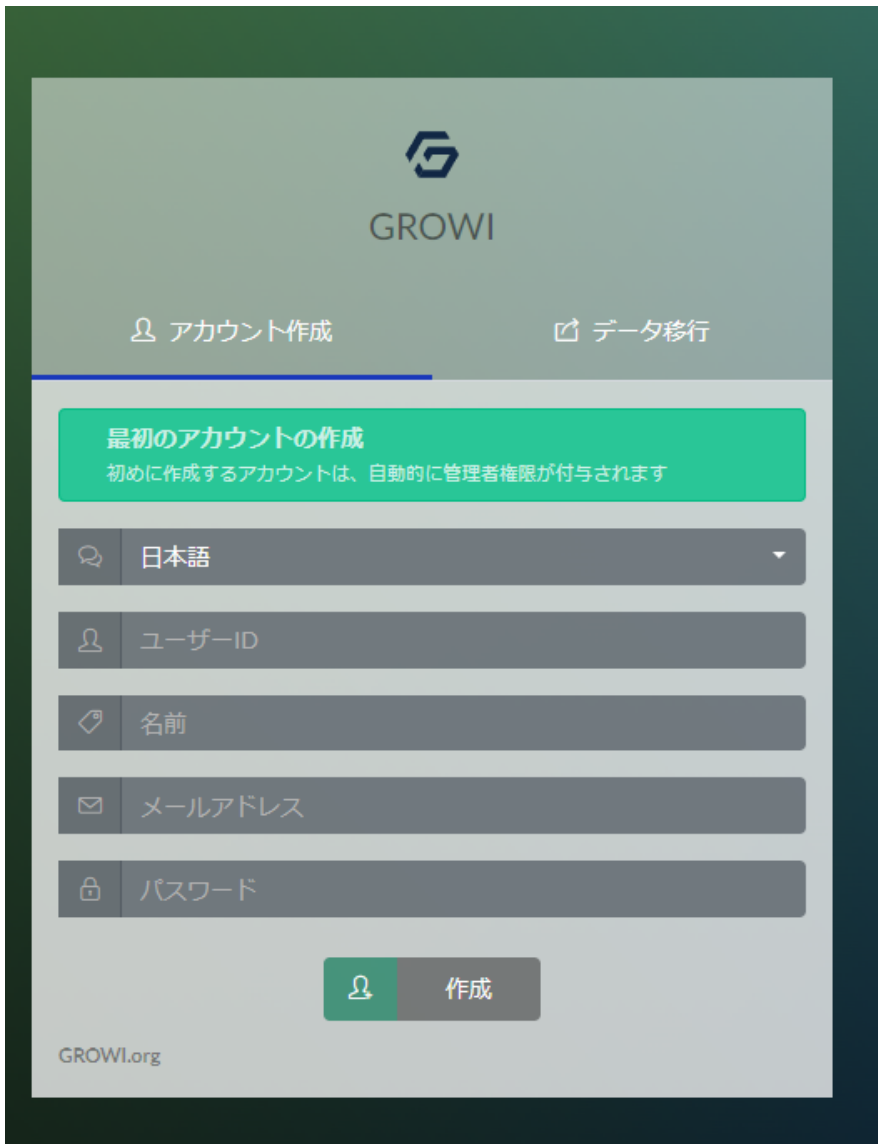 GROWI
アカウント作成 データ移行
最初のアカウントの作成
初めに作成するアカウントは、自動的に管理者権限が付与されます
日本語
ユーザーID
名前
メールアドレス
パスワード
作成
GROWI.org